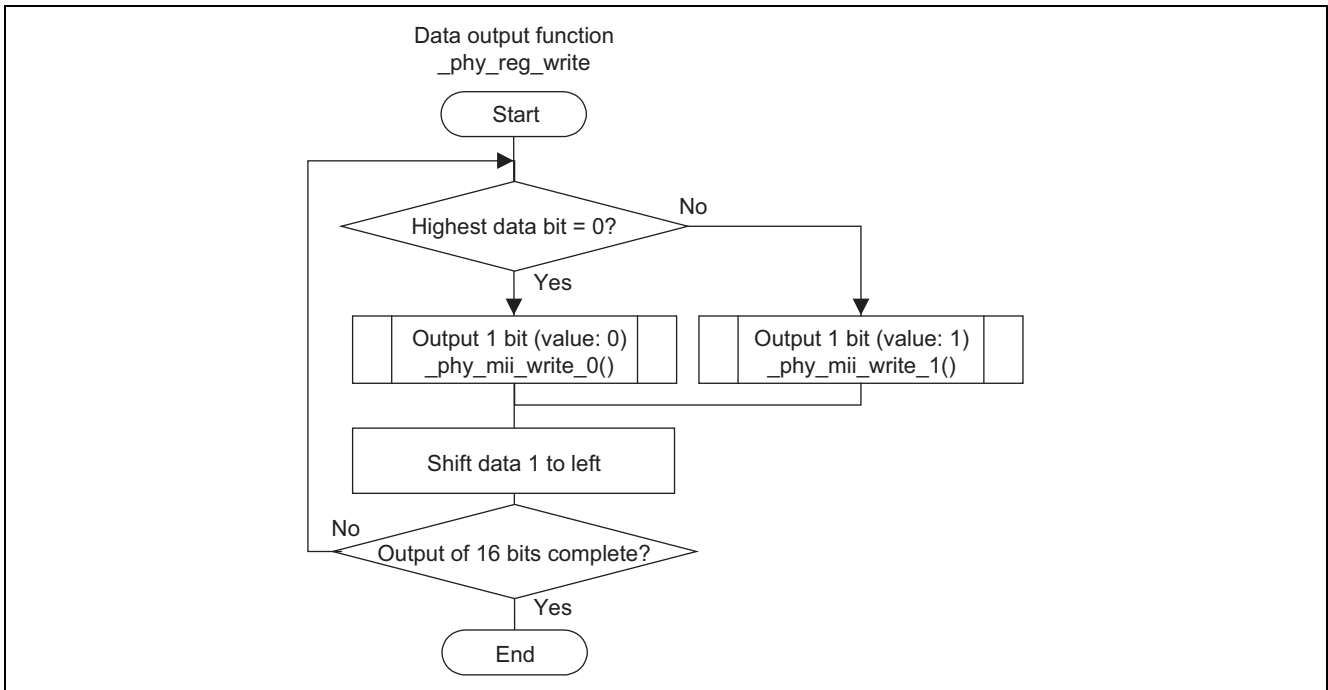 Data output function
_phy_reg_write
Start
Highest data bit = 0?
No
Yes
Output 1 bit (value: 0)
_phy_mii_write_0()
Output 1 bit (value: 1)
_phy_mii_write_1()
Shift data 1 to left
No
Output of 16 bits complete?
Yes
End